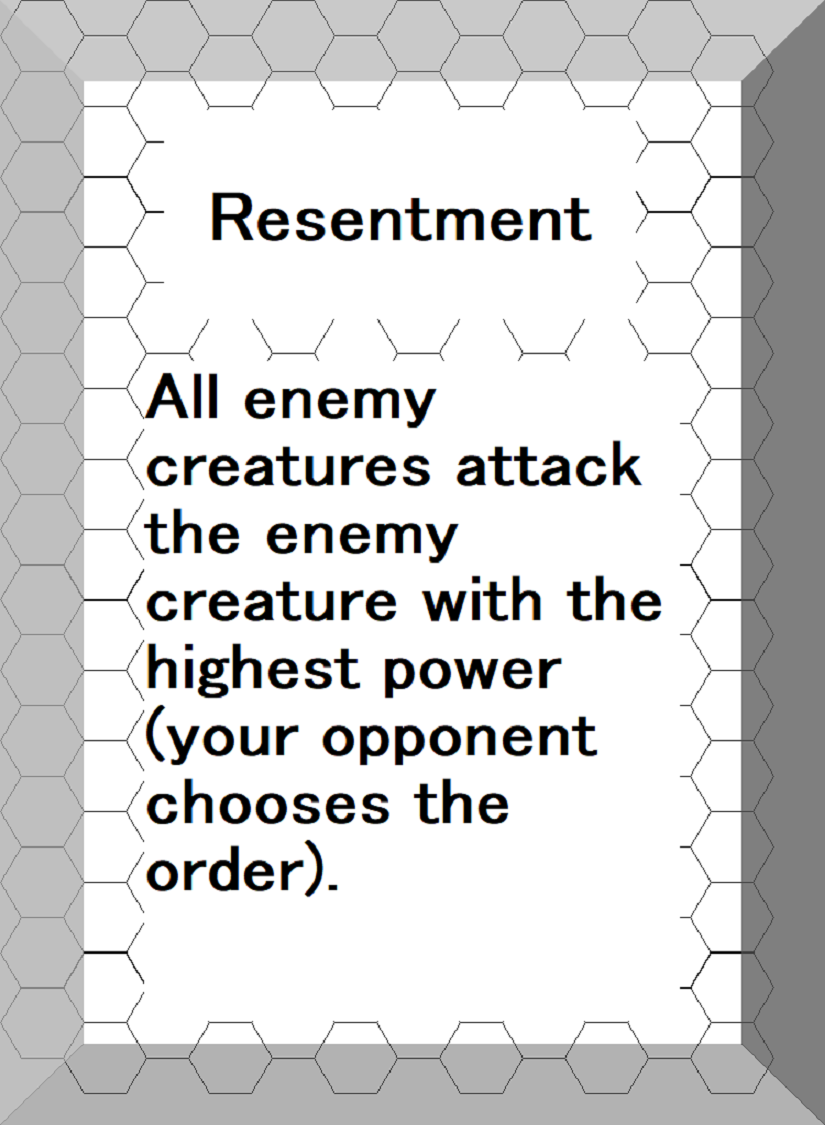 Resentment
All enemy
creatures attack
the enemy
creature with the
highest power
(your opponent
chooses the
order).